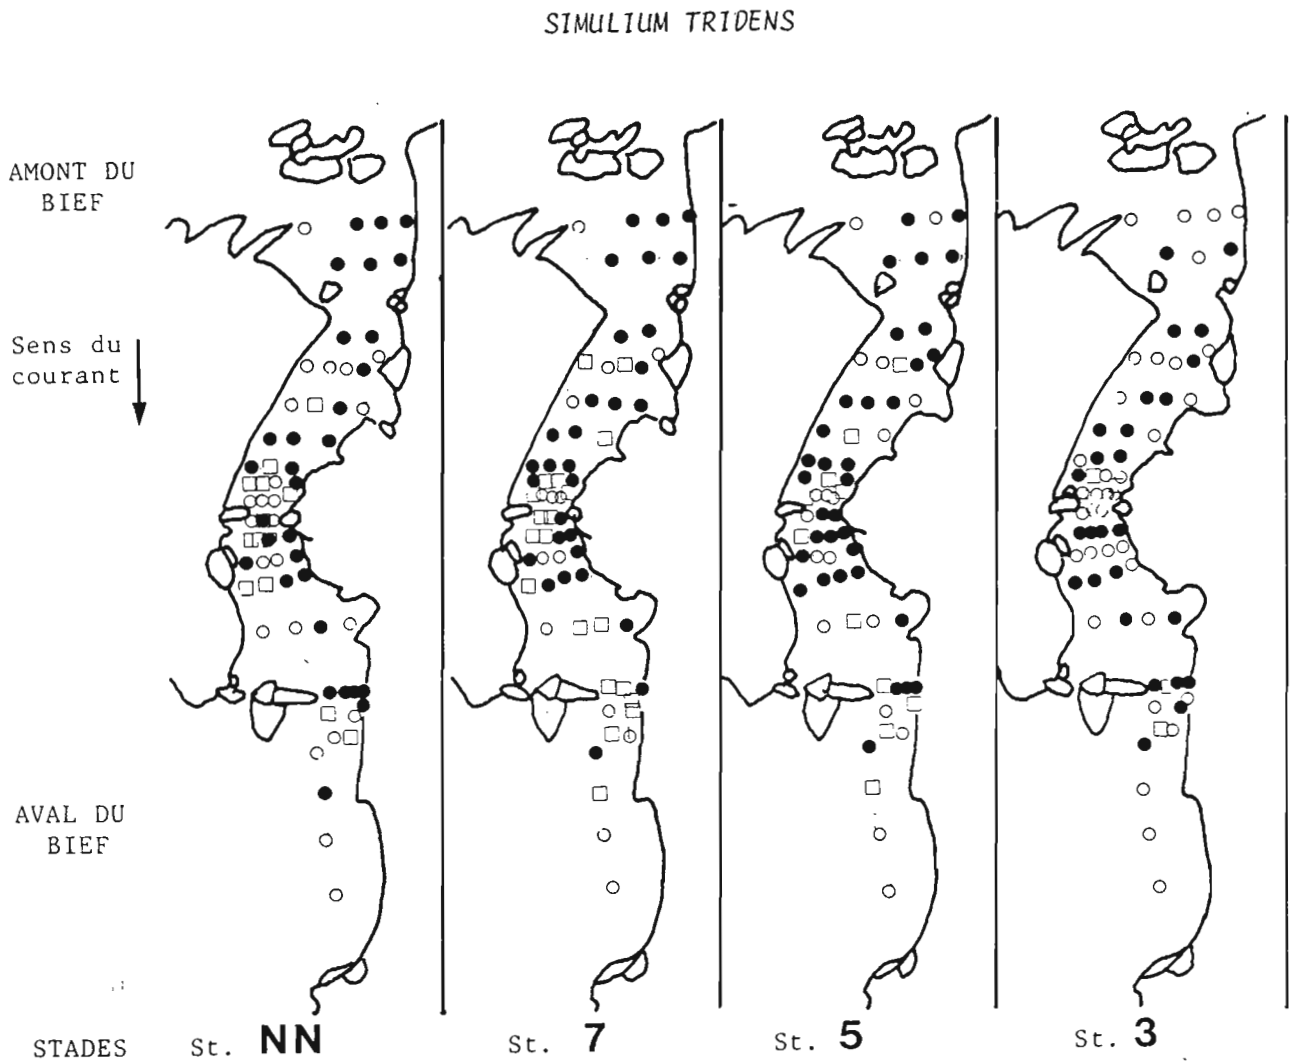 SIMULIUM TRIDENS
AMONT DU
BIEF
Sens du
courant
AVAL DU
BIEF
STADES St. NN St. 7 St. 5 St. 3